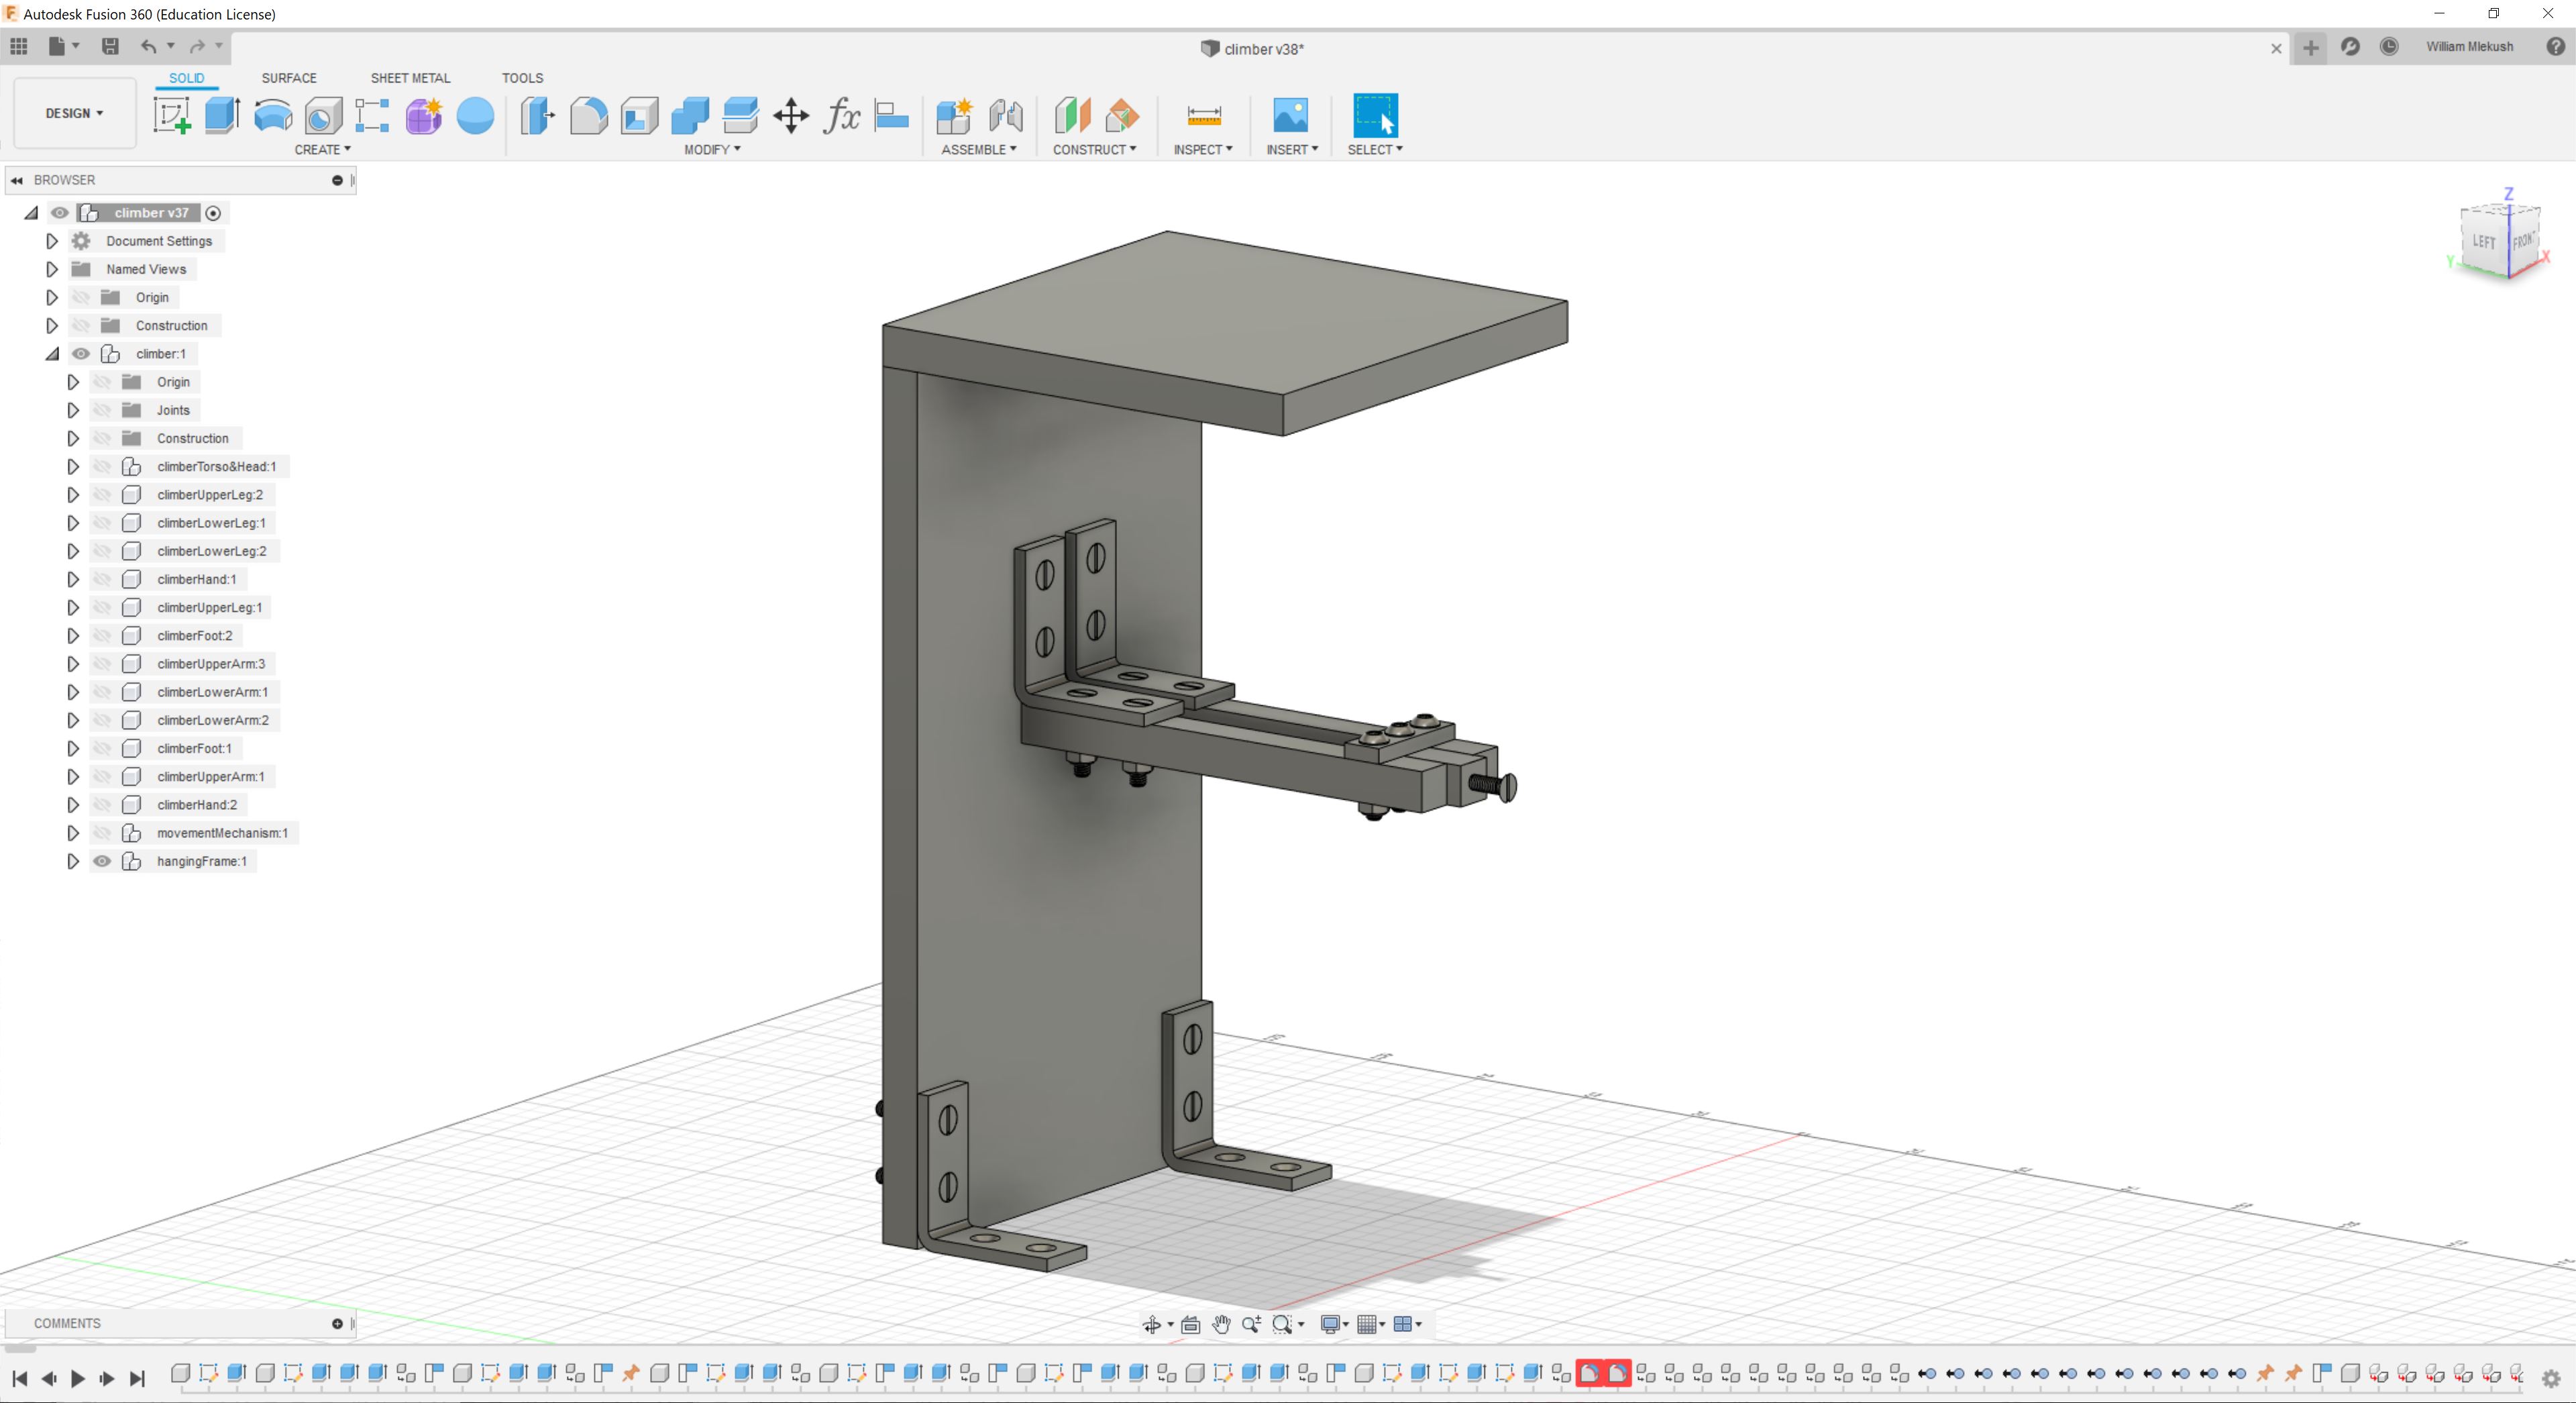 Autodesk Fusion 360 (Education License)
climber v38*
William Mlekush
DESIGN
SOLID
SURFACE
SHEET METAL
TOOLS
CREATE
MODIFY
ASSEMBLE
CONSTRUCT
INSPECT
INSERT
SELECT
BROWSER
climber v37
Document Settings
Named Views
Origin
Construction
climber:1
Origin
Joints
Construction
climberTorso&Head:1
climberUpperLeg:2
climberLowerLeg:1
climberLowerLeg:2
climberHand:1
climberUpperLeg:1
climberFoot:2
climberUpperArm:3
climberLowerArm:1
climberLowerArm:2
climberFoot:1
climberUpperArm:1
climberHand:2
movementMechanism:1
hangingFrame:1
Z
LEFT
FRONT
Y
X
COMMENTS